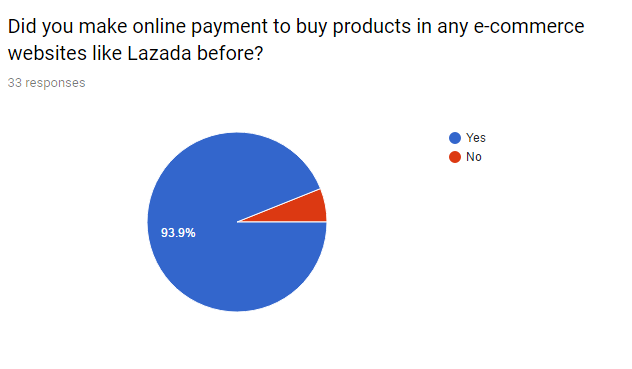 Did you make online payment to buy products in any e-commerce
websites like Lazada before?
33 responses
Yes
No
93.9%